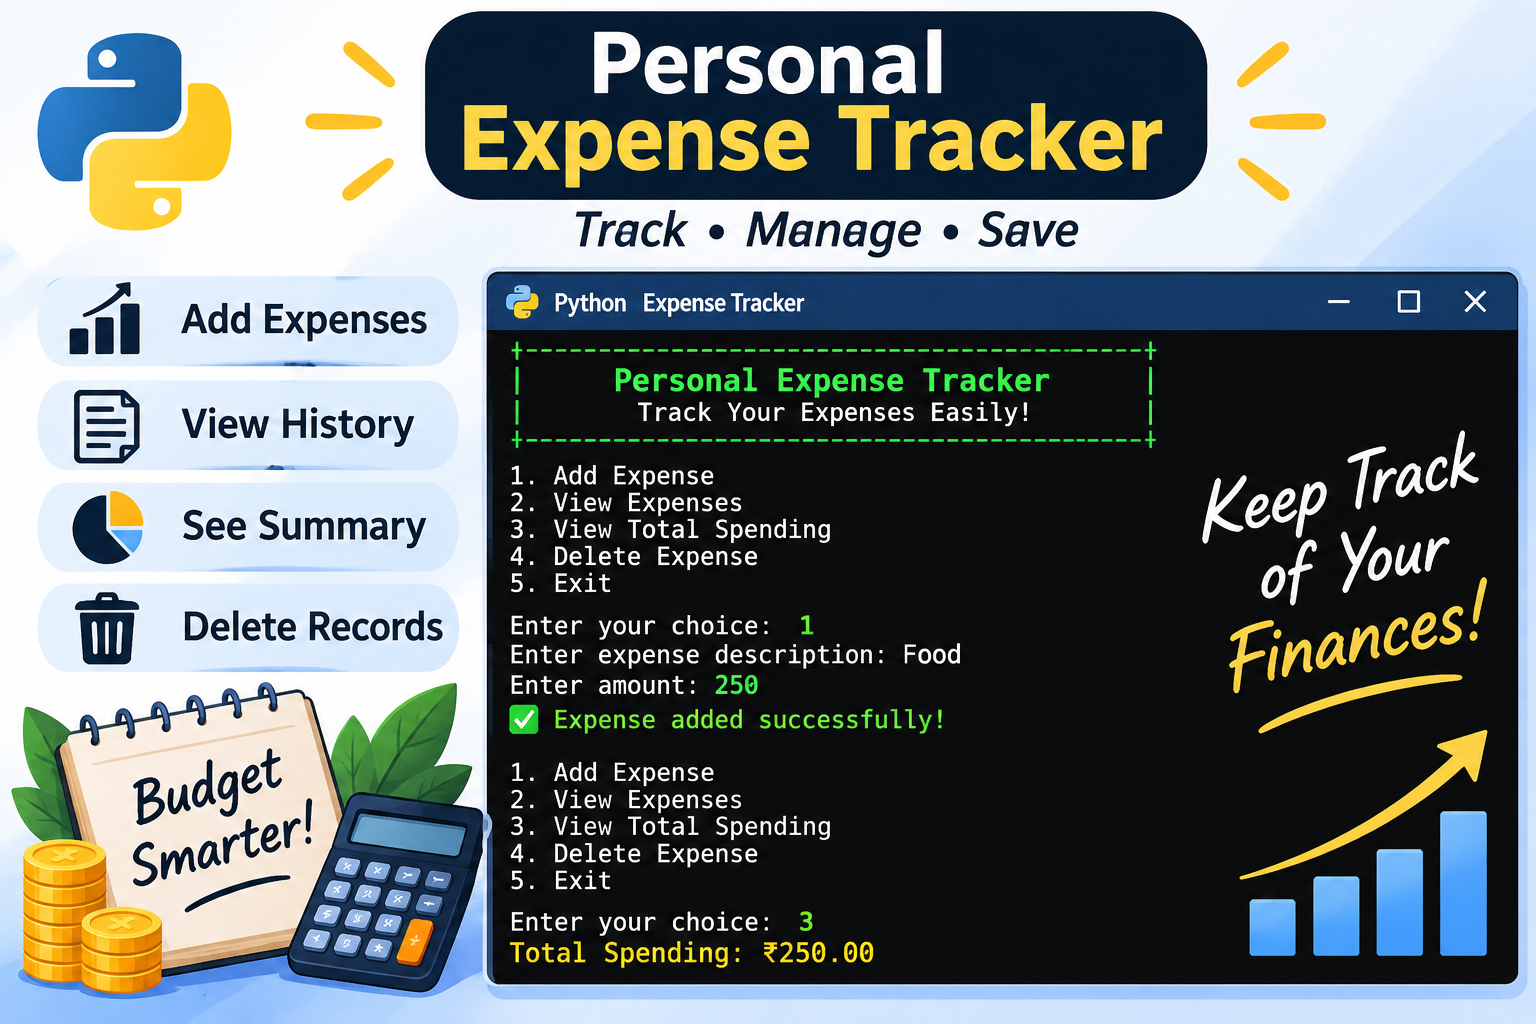 Personal
Expense Tracker
Track • Manage • Save
Add Expenses
View History
See Summary
Delete Records
Budget
Smarter!
Python Expense Tracker
Personal Expense Tracker
Track Your Expenses Easily!
1. Add Expense
2. View Expenses
3. View Total Spending
4. Delete Expense
5. Exit
Enter your choice: 1
Enter expense description: Food
Enter amount: 250
✅ Expense added successfully!
1. Add Expense
2. View Expenses
3. View Total Spending
4. Delete Expense
5. Exit
Enter your choice: 3
Total Spending: ₹250.00
Keep Track
of Your
Finances!